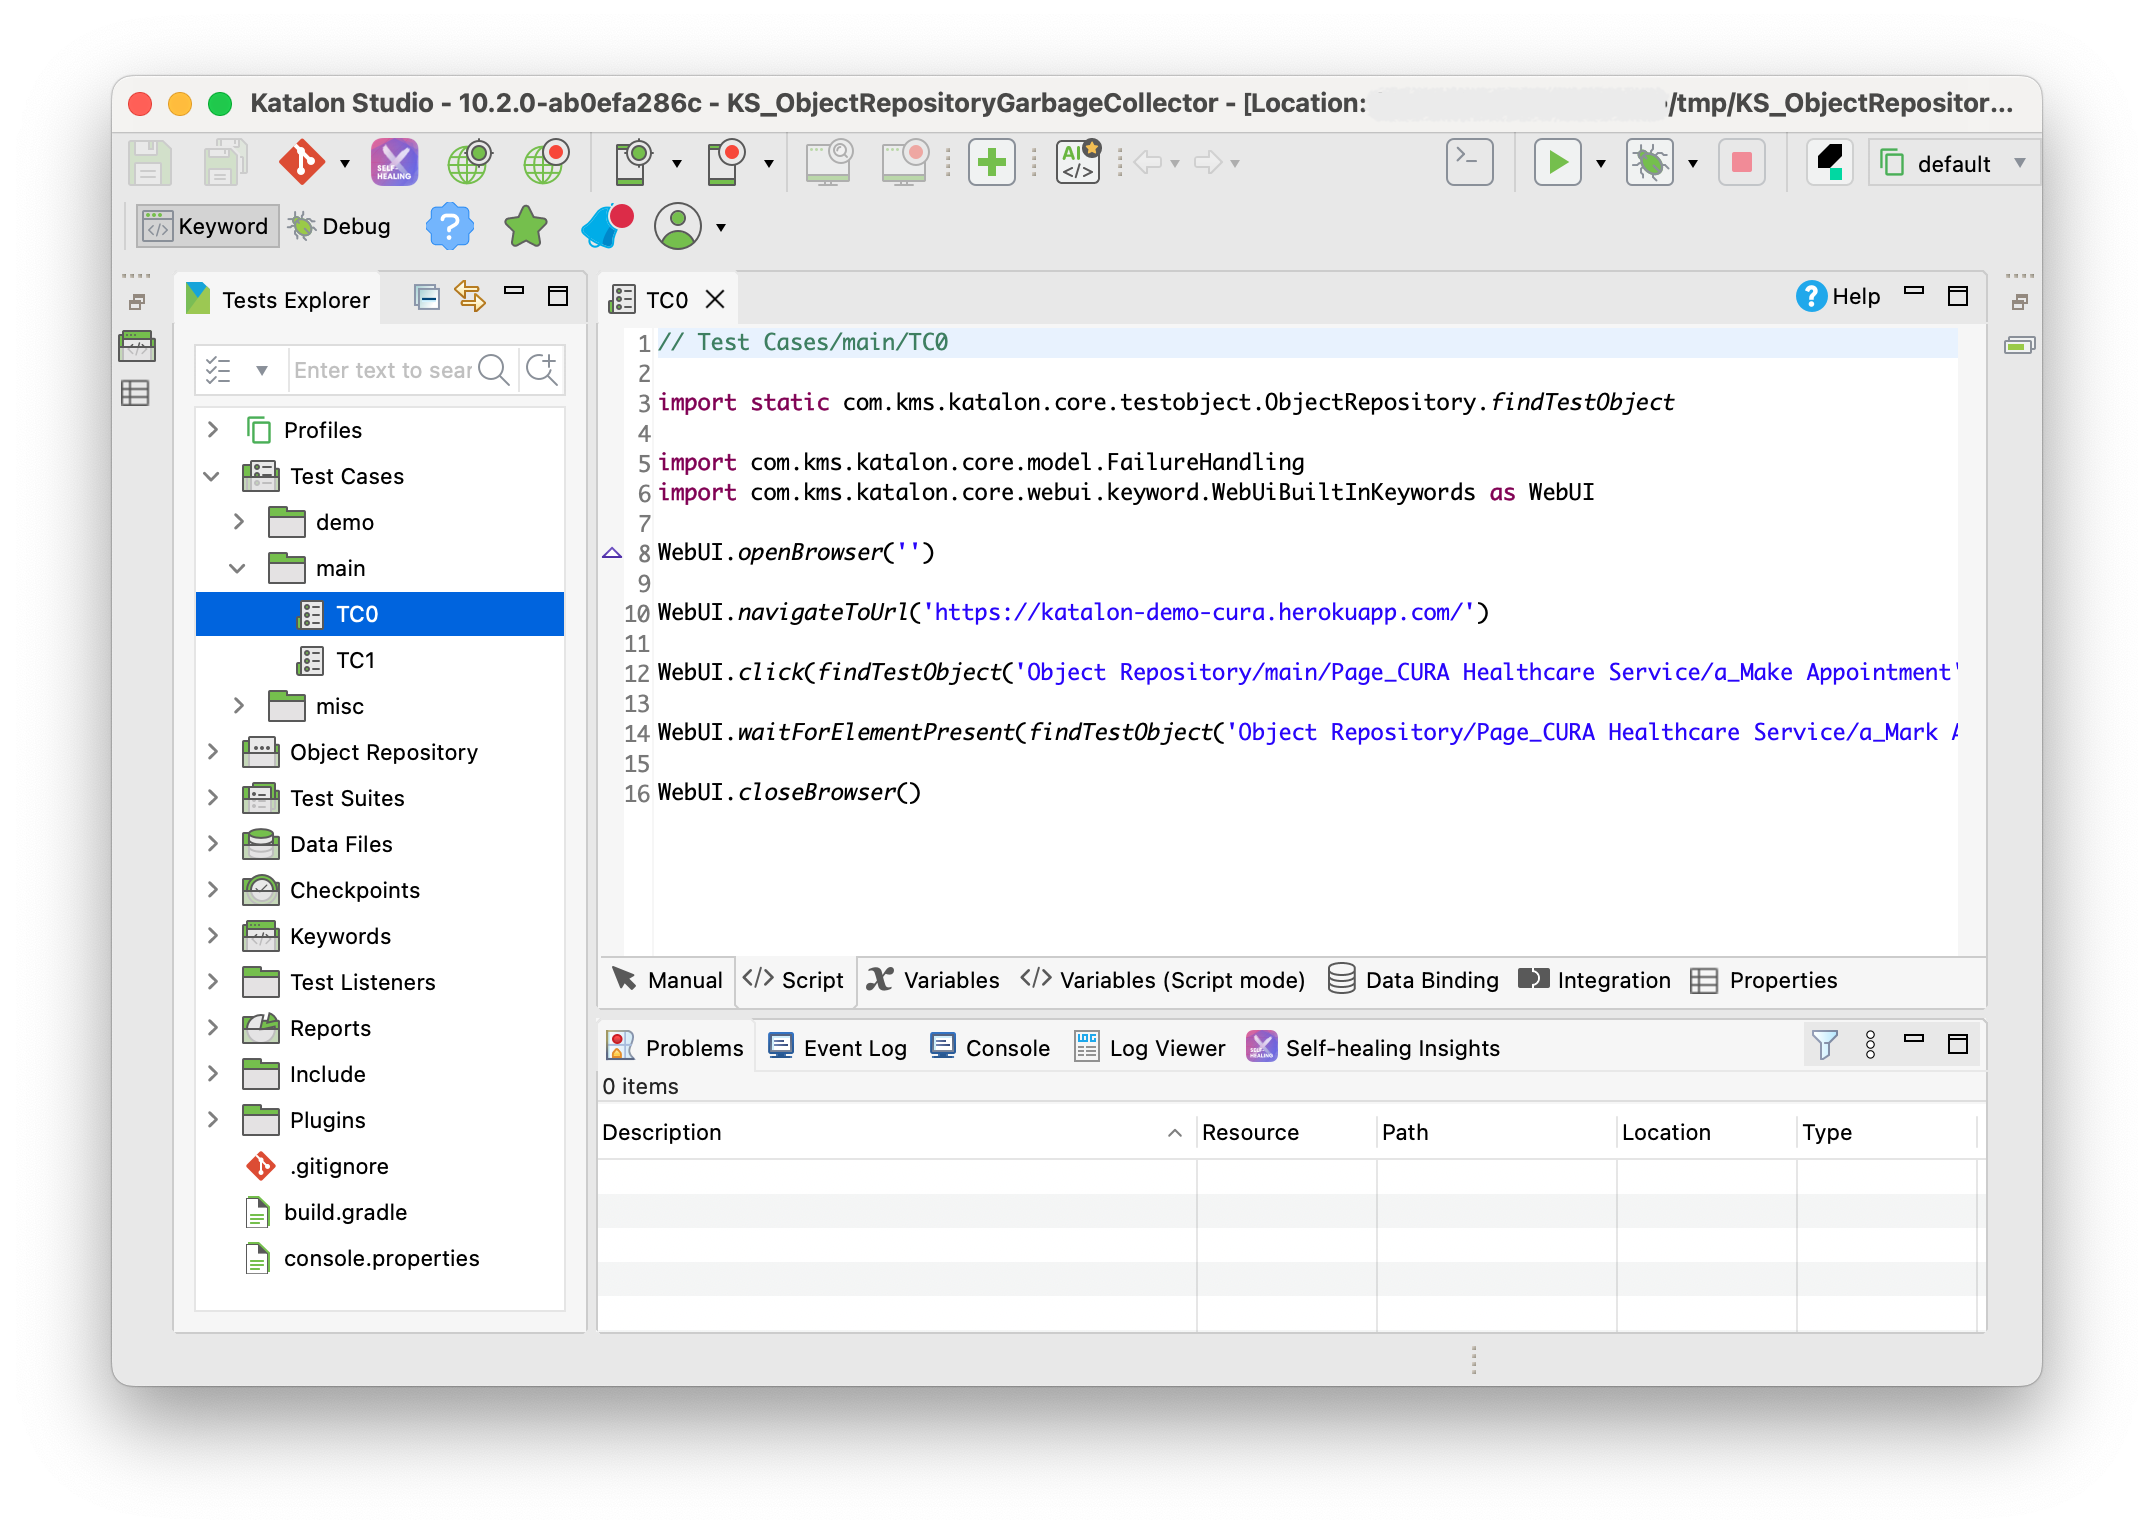 Katalon Studio - 10.2.0-ab0efa286c - KS_ObjectRepositoryGarbageCollector - [Location: /tmp/KS_ObjectRepositor...
SELF-HEALING
AI </>
default
Keyword
Debug
Tests Explorer
Enter text to sear
Profiles
Test Cases
demo
main
TC0
TC1
misc
Object Repository
Test Suites
Data Files
Checkpoints
Keywords
Test Listeners
Reports
Include
Plugins
.gitignore
build.gradle
console.properties
TC0
Help
1 // Test Cases/main/TC0
2
3 import static com.kms.katalon.core.testobject.ObjectRepository.findTestObject
4
5 import com.kms.katalon.core.model.FailureHandling
6 import com.kms.katalon.core.webui.keyword.WebUiBuiltInKeywords as WebUI
7
8 WebUI.openBrowser('')
9
10 WebUI.navigateToUrl('https://katalon-demo-cura.herokuapp.com/')
11
12 WebUI.click(findTestObject('Object Repository/main/Page_CURA Healthcare Service/a_Make Appointment'
13
14 WebUI.waitForElementPresent(findTestObject('Object Repository/Page_CURA Healthcare Service/a_Mark A
15
16 WebUI.closeBrowser()
Manual
</> Script
Variables
</> Variables (Script mode)
Data Binding
Integration
Properties
Problems
Event Log
Console
Log Viewer
Self-healing Insights
0 items
Description
Resource
Path
Location
Type